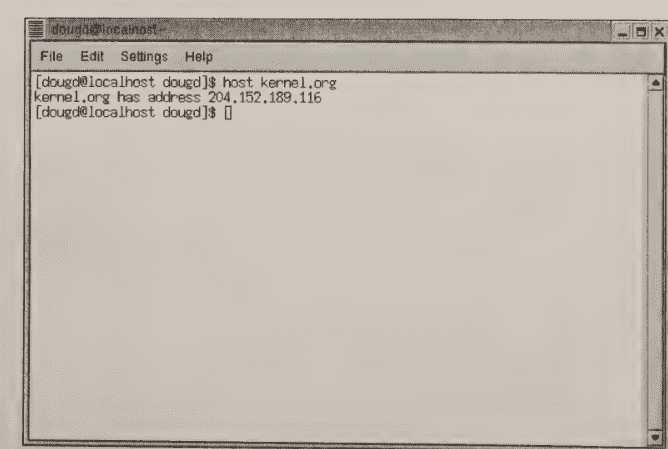 dougd@localhost:~
File Edit Settings Help
[dougd@localhost dougd]$ host kernel.org
kernel.org has address 204.152.189.116
[dougd@localhost dougd]$